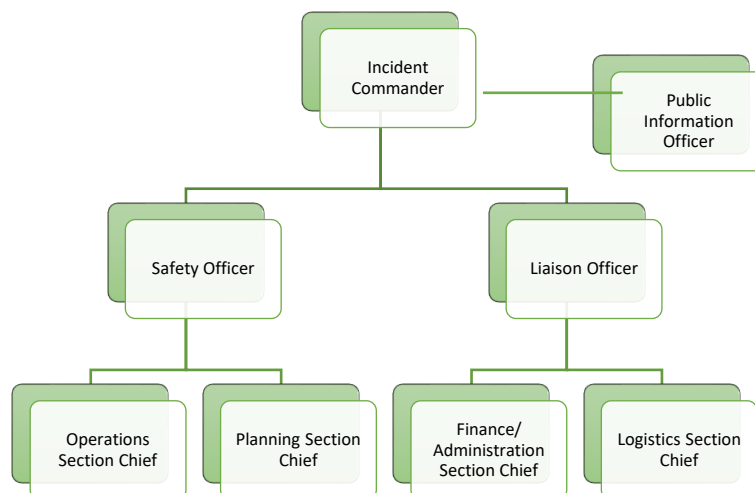 Incident
Commander
Public
Information
Officer
Safety Officer
Liaison Officer
Operations
Section Chief
Planning Section
Chief
Finance/
Administration
Section Chief
Logistics Section
Chief